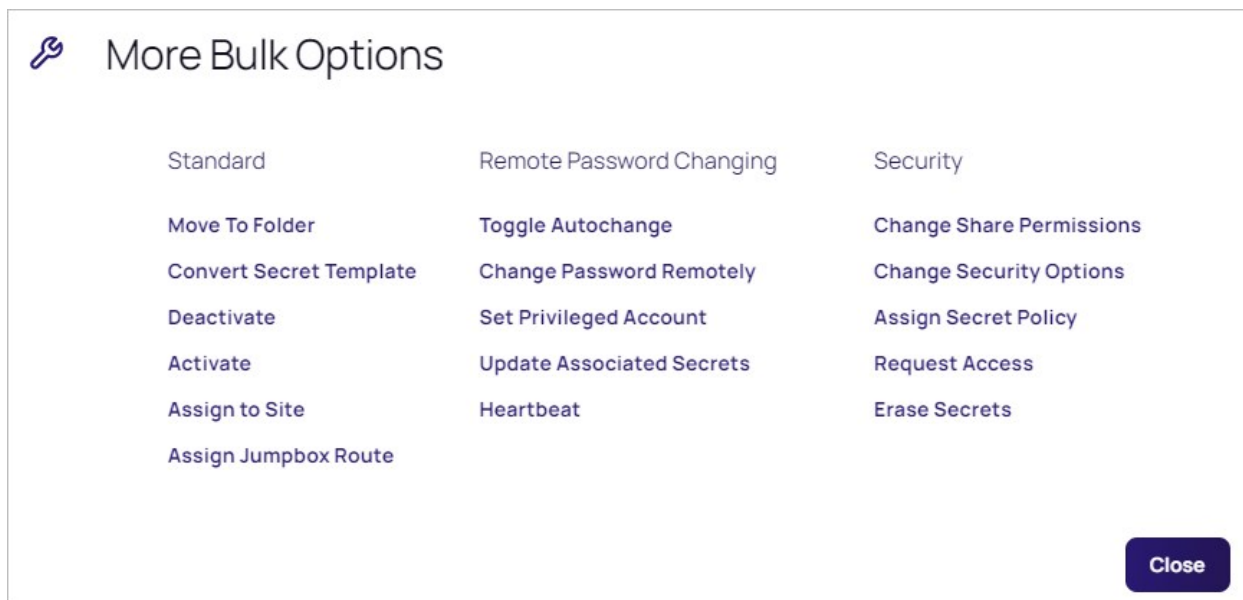 More Bulk Options
Standard
Move To Folder
Convert Secret Template
Deactivate
Activate
Assign to Site
Assign Jumpbox Route
Remote Password Changing
Toggle Autochange
Change Password Remotely
Set Privileged Account
Update Associated Secrets
Heartbeat
Security
Change Share Permissions
Change Security Options
Assign Secret Policy
Request Access
Erase Secrets
Close